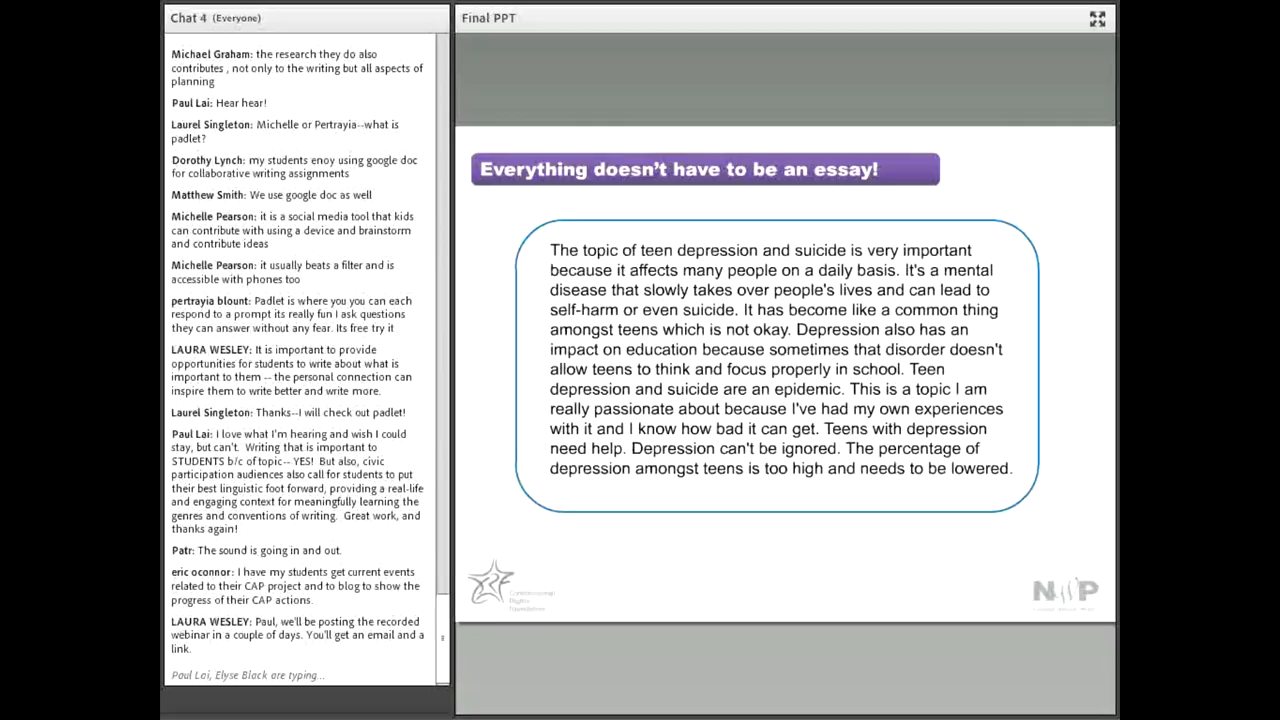 Chat 4 (Everyone)
Michael Graham: the research they do also
contributes , not only to the writing but all aspects of
planning
Paul Lai: Hear hear!
Laurel Singleton: Michelle or Pertrayia--what is
padlet?
Dorothy Lynch: my students enoy using google doc
for collaborative writing assignments
Matthew Smith: We use google doc as well
Michelle Pearson: it is a social media tool that kids
can contribute with using a device and brainstorm
and contribute ideas
Michelle Pearson: it usually beats a filter and is
accessible with phones too
pertrayia blount: Padlet is where you you can each
respond to a prompt its really fun I ask questions
they can answer without any fear. Its free try it
LAURA WESLEY: It is important to provide
opportunities for students to write about what is
important to them -- the personal connection can
inspire them to write better and write more.
Laurel Singleton: Thanks--I will check out padlet!
Paul Lai: I love what I'm hearing and wish I could
stay, but can't. Writing that is important to
STUDENTS b/c of topic-- YES! But also, civic
participation audiences also call for students to put
their best linguistic foot forward, providing a real-life
and engaging context for meaningfully learning the
genres and conventions of writing. Great work, and
thanks again!
Patr: The sound is going in and out.
eric oconnor: I have my students get current events
related to their CAP project and to blog to show the
progress of their CAP actions.
LAURA WESLEY: Paul, we'll be posting the recorded
webinar in a couple of days. You'll get an email and a
link.
Paul Lai, Elyse Black are typing...
Final PPT
Everything doesn't have to be an essay!
The topic of teen depression and suicide is very important
because it affects many people on a daily basis. It's a mental
disease that slowly takes over people's lives and can lead to
self-harm or even suicide. It has become like a common thing
amongst teens which is not okay. Depression also has an
impact on education because sometimes that disorder doesn't
allow teens to think and focus properly in school. Teen
depression and suicide are an epidemic. This is a topic I am
really passionate about because I've had my own experiences
with it and I know how bad it can get. Teens with depression
need help. Depression can't be ignored. The percentage of
depression amongst teens is too high and needs to be lowered.
CRF
Constitutional
Rights
Foundation